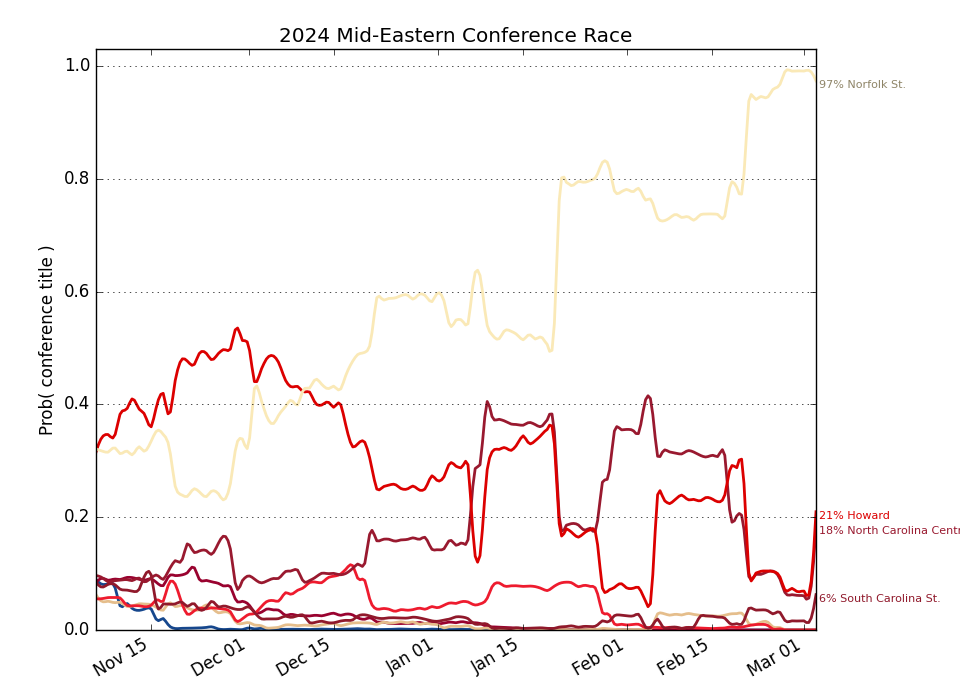 2024 Mid-Eastern Conference Race
Prob( conference title )
1.0
0.8
0.6
0.4
0.2
0.0
Nov 15
Dec 01
Dec 15
Jan 01
Jan 15
Feb 01
Feb 15
Mar 01
97% Norfolk St.
21% Howard
18% North Carolina Centr
6% South Carolina St.